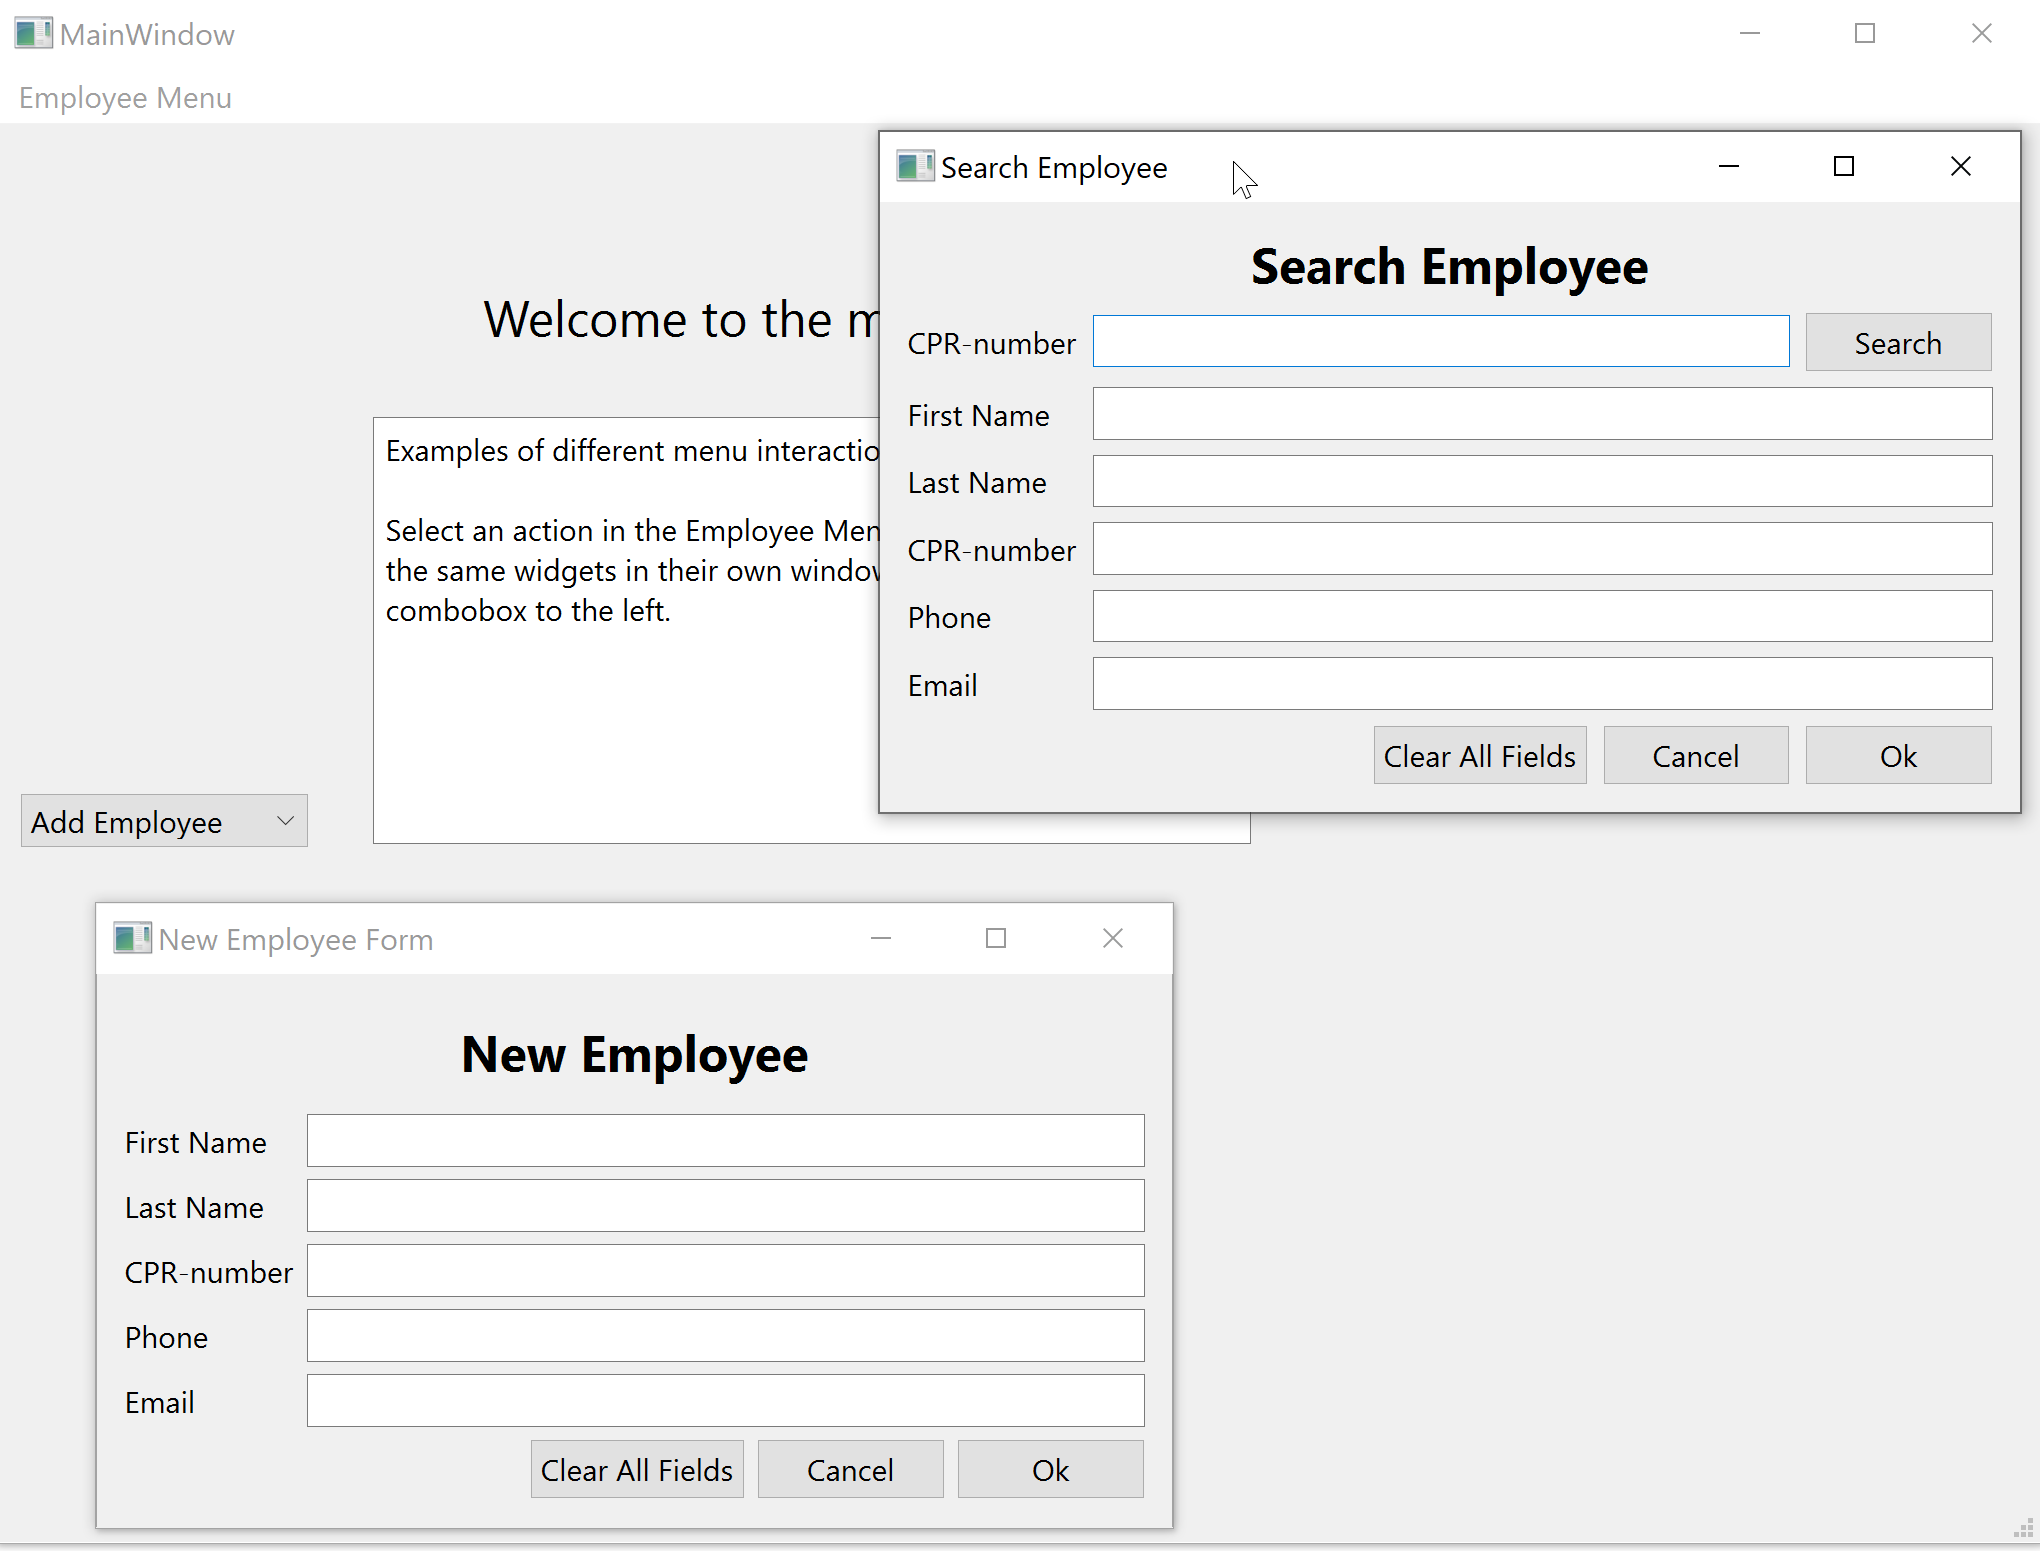 MainWindow
Employee Menu
Search Employee
Search Employee
CPR-number
Search
First Name
Last Name
CPR-number
Phone
Email
Clear All Fields
Cancel
Ok
Welcome to the
Examples of different menu
Select an action in the Employee
the same widgets in their own
combobox to the left.
Add Employee
New Employee Form
New Employee
First Name
Last Name
CPR-number
Phone
Email
Clear All Fields
Cancel
Ok